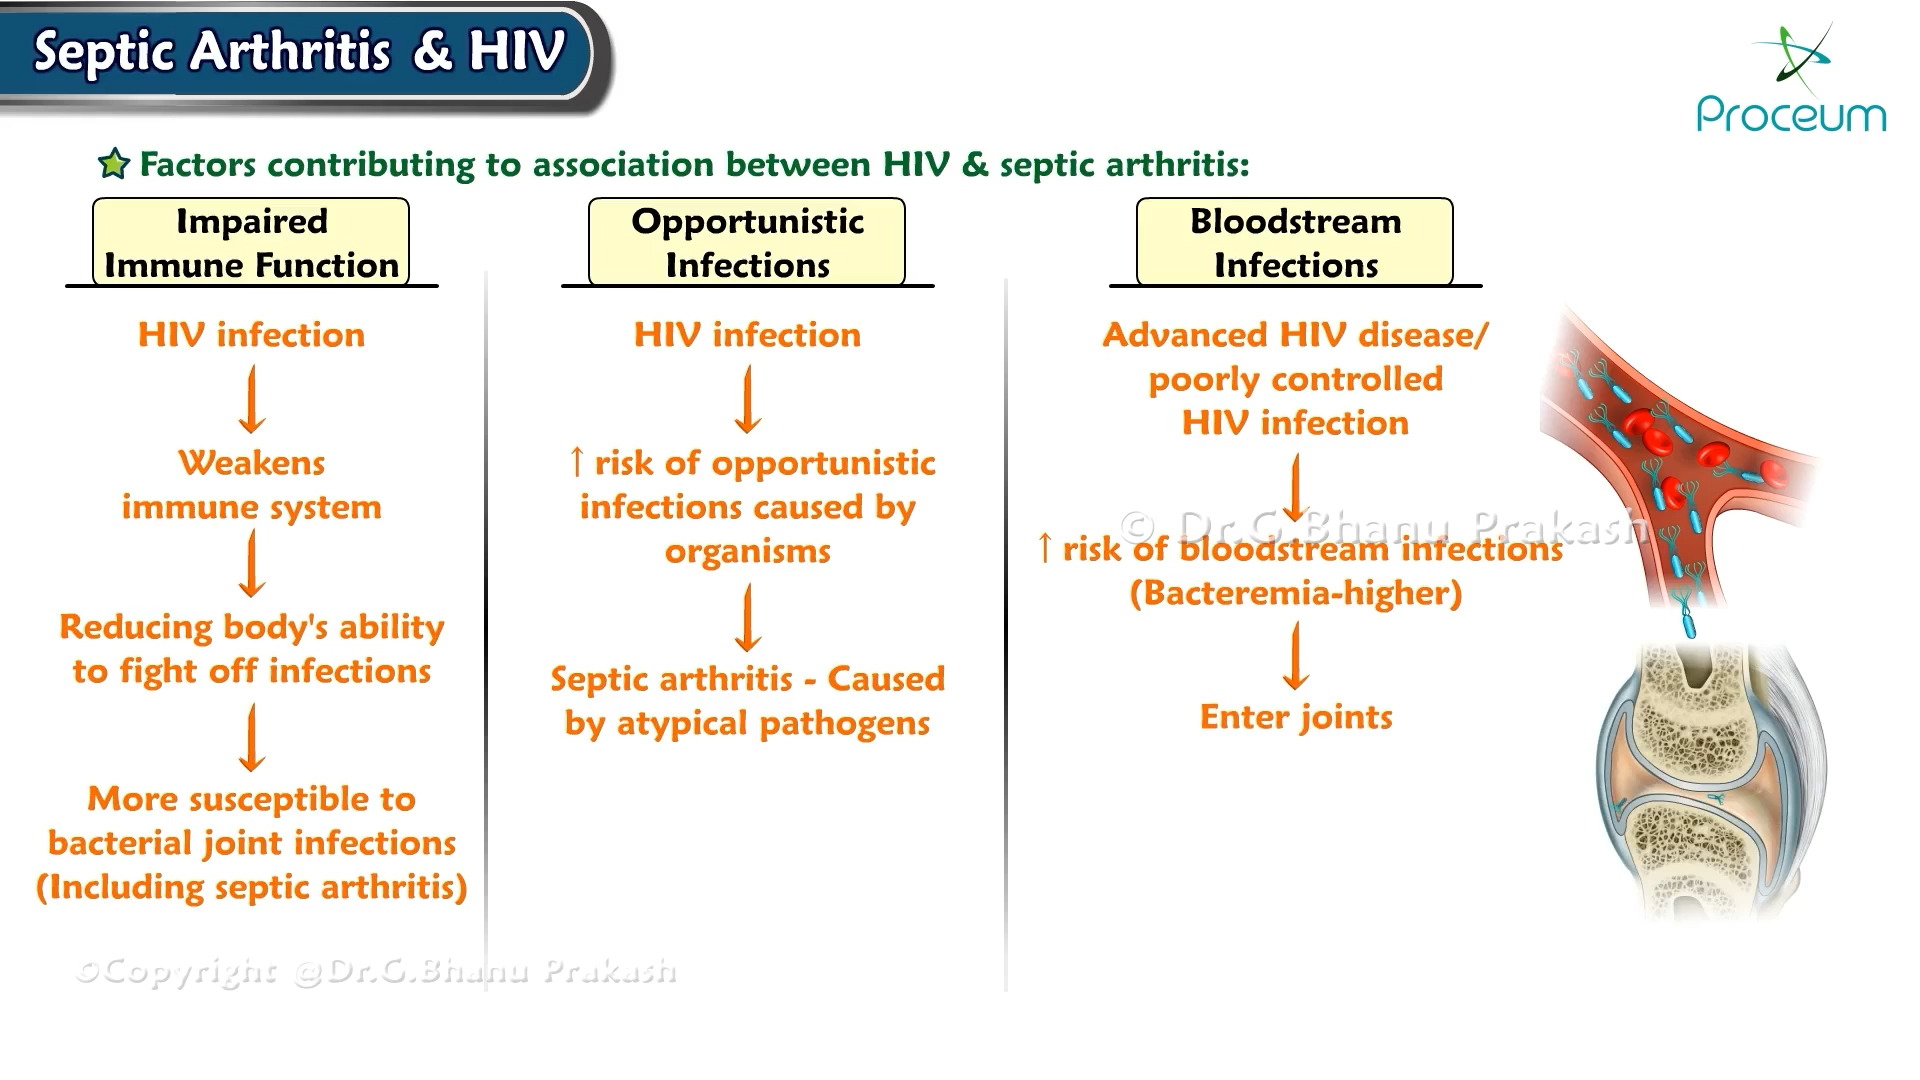 Septic Arthritis & HIV
Proceum
Factors contributing to association between HIV & septic arthritis:
Impaired
Immune Function
HIV infection
Weakens
immune system
Reducing body's ability
to fight off infections
More susceptible to
bacterial joint infections
(Including septic arthritis)
Opportunistic
Infections
HIV infection
↑ risk of opportunistic
infections caused by
organisms
Septic arthritis - Caused
by atypical pathogens
Bloodstream
Infections
Advanced HIV disease/
poorly controlled
HIV infection
© Dr.G.Bhanu Prakash
↑ risk of bloodstream infections
(Bacteremia-higher)
Enter joints
©Copyright @Dr.G.Bhanu Prakash